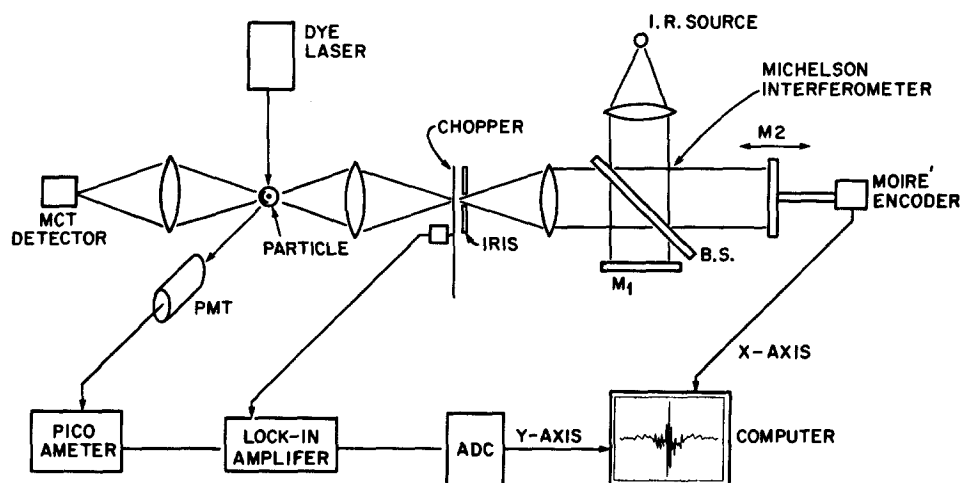 I.R. SOURCE
DYE
LASER
MICHELSON
INTERFEROMETER
CHOPPER
M2
MOIRE'
ENCODER
MCT
DETECTOR
PARTICLE
IRIS
B.S.
M1
PMT
X-AXIS
PICO
AMETER
LOCK-IN
AMPLIFER
ADC
Y-AXIS
COMPUTER